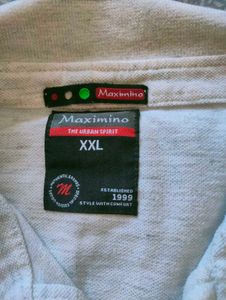 Maximino
Maximino
THE URBAN SPIRIT
XXL
M
ESTABLISHED
1999
STYLE WITH COMFORT